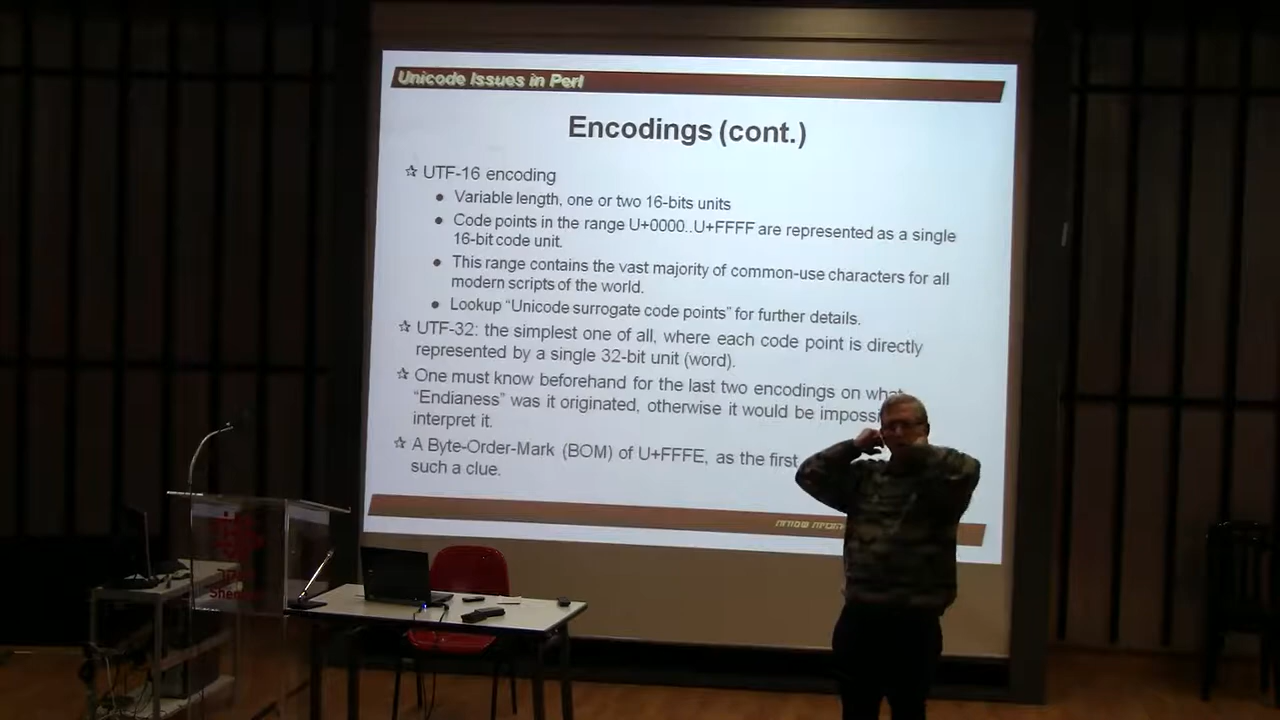 Unicode Issues in Perl
Encodings (cont.)
UTF-16 encoding
Variable length, one or two 16-bits units
Code points in the range U+0000..U+FFFF are represented as a single
16-bit code unit.
This range contains the vast majority of common-use characters for all
modern scripts of the world.
Lookup “Unicode surrogate code points” for further details.
UTF-32: the simplest one of all, where each code point is directly
represented by a single 32-bit unit (word).
One must know beforehand for the last two encodings on what
“Endianess” was it originated, otherwise it would be impossi
interpret it.
A Byte-Order-Mark (BOM) of U+FFFE, as the first
such a clue.
הזכויות שמורות